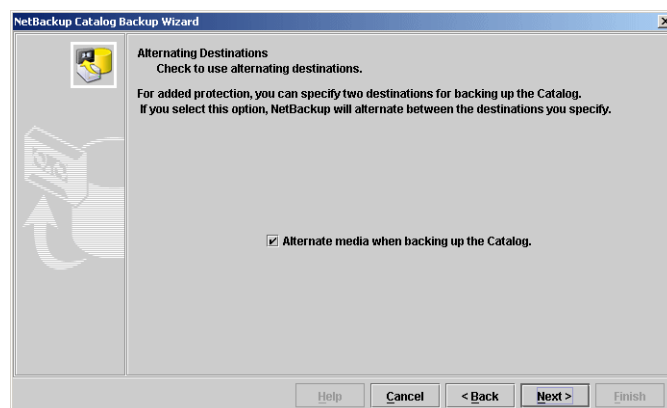 NetBackup Catalog Backup Wizard
Alternating Destinations
Check to use alternating destinations.
For added protection, you can specify two destinations for backing up the Catalog.
If you select this option, NetBackup will alternate between the destinations you specify.
Alternate media when backing up the Catalog.
Help
Cancel
< Back
Next >
Finish